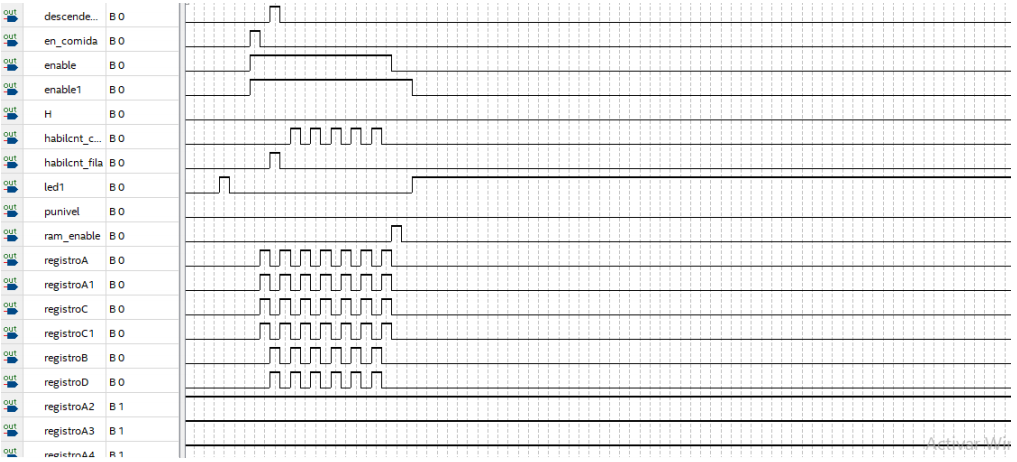 out descende... B 0
out en_comida B 0
out enable B 0
out enable1 B 0
out H B 0
out habilcnt_c... B 0
out habilcnt_fila B 0
out led1 B 0
out punivel B 0
out ram_enable B 0
out registroA B 0
out registroA1 B 0
out registroC B 0
out registroC1 B 0
out registroB B 0
out registroD B 0
out registroA2 B 1
out registroA3 B 1
Activar Win
out registroA4 B 1